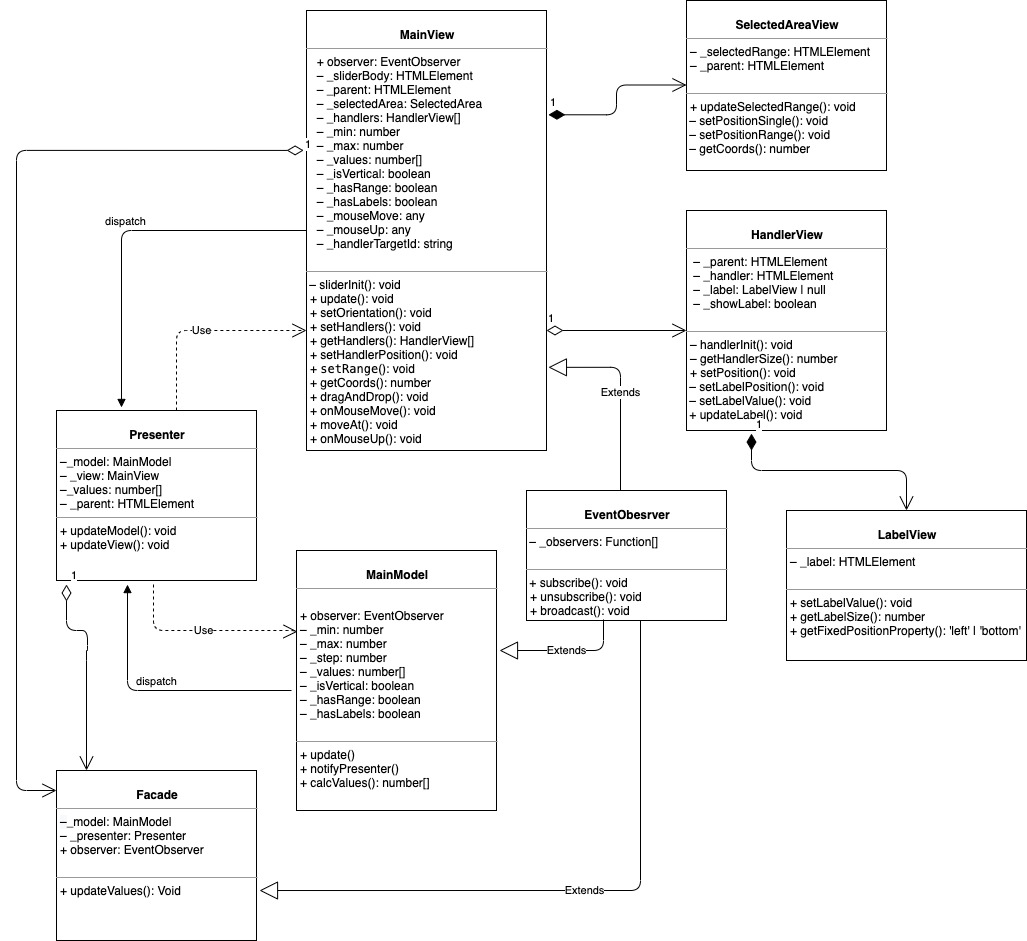 MainView
+ observer: EventObserver
– _sliderBody: HTMLElement
– _parent: HTMLElement
– _selectedArea: SelectedArea
– _handlers: HandlerView[]
– _min: number
– _max: number
– _values: number[]
– _isVertical: boolean
– _hasRange: boolean
– _hasLabels: boolean
– _mouseMove: any
– _mouseUp: any
– _handlerTargetId: string
– sliderInit(): void
+ update(): void
+ setOrientation(): void
+ setHandlers(): void
+ getHandlers(): HandlerView[]
+ setHandlerPosition(): void
+ setRange(): void
+ getCoords(): number
+ dragAndDrop(): void
+ onMouseMove(): void
+ moveAt(): void
+ onMouseUp(): void
SelectedAreaView
– _selectedRange: HTMLElement
– _parent: HTMLElement
+ updateSelectedRange(): void
– setPositionSingle(): void
– setPositionRange(): void
– getCoords(): number
1
1
dispatch
Use
1
HandlerView
– _parent: HTMLElement
– _handler: HTMLElement
– _label: LabelView | null
– _showLabel: boolean
– handlerInit(): void
– getHandlerSize(): number
+ setPosition(): void
– setLabelPosition(): void
– setLabelValue(): void
+ updateLabel(): void
1
Extends
Presenter
–_model: MainModel
– _view: MainView
–_values: number[]
– _parent: HTMLElement
+ updateModel(): void
+ updateView(): void
1
Use
dispatch
MainModel
+ observer: EventObserver
– _min: number
– _max: number
– _step: number
– _values: number[]
– _isVertical: boolean
– _hasRange: boolean
– _hasLabels: boolean
+ update()
+ notifyPresenter()
+ calcValues(): number[]
EventObesrver
– _observers: Function[]
+ subscribe(): void
+ unsubscribe(): void
+ broadcast(): void
Extends
LabelView
– _label: HTMLElement
+ setLabelValue(): void
+ getLabelSize(): number
+ getFixedPositionProperty(): 'left' | 'bottom'
Facade
–_model: MainModel
– _presenter: Presenter
+ observer: EventObserver
+ updateValues(): Void
Extends